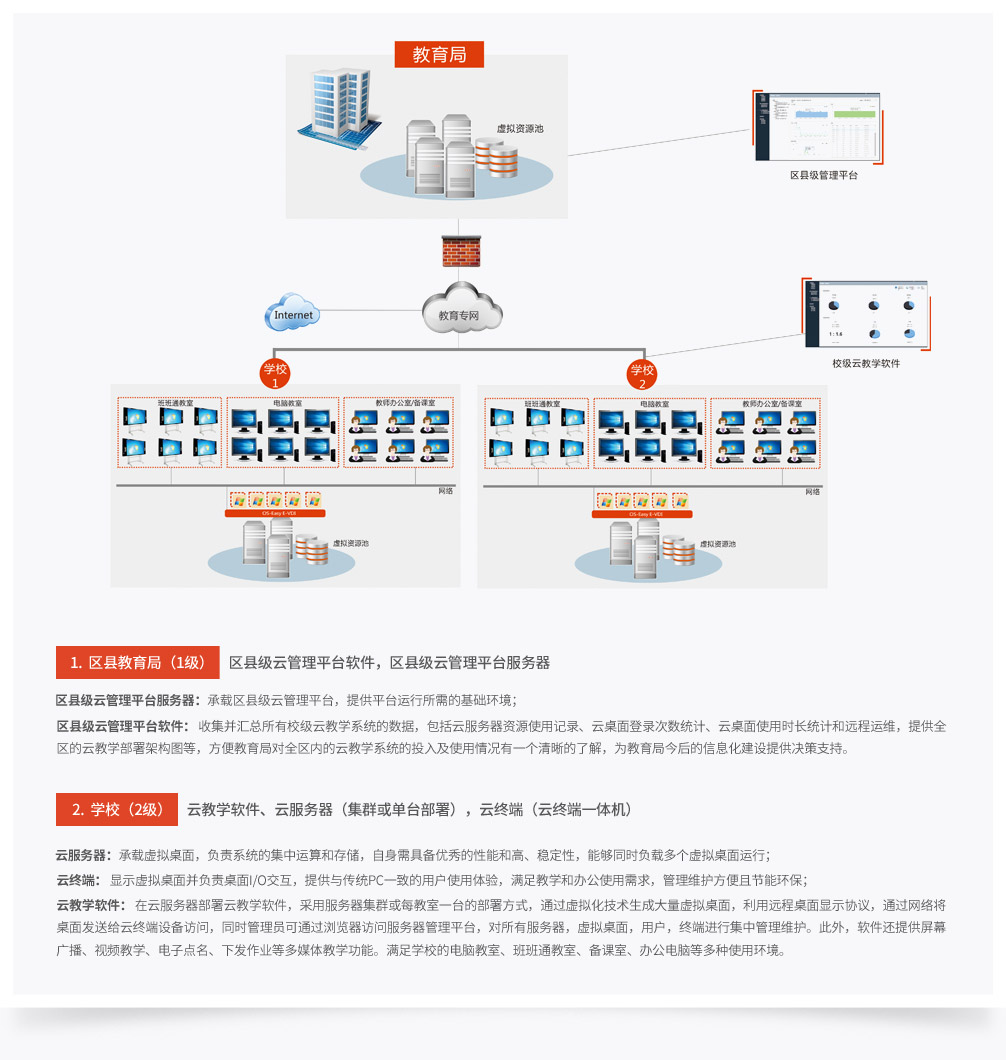 教育局
虚拟资源池
区县级管理平台
Internet
教育专网
校级云教学软件
1 : 1.6
学校
1
学校
2
班班通教室
电脑教室
教师办公室/备课室
班班通教室
电脑教室
教师办公室/备课室
网络
网络
OS-Easy E-VDI
OS-Easy E-VDI
虚拟资源池
虚拟资源池
1. 区县教育局（1级）
区县级云管理平台软件，区县级云管理平台服务器
区县级云管理平台服务器：承载区县级云管理平台，提供平台运行所需的基础环境；
区县级云管理平台软件： 收集并汇总所有校级云教学系统的数据，包括云服务器资源使用记录、云桌面登录次数统计、云桌面使用时长统计和远程运维，提供全
区的云教学部署架构图等，方便教育局对全区内的云教学系统的投入及使用情况有一个清晰的了解，为教育局今后的信息化建设提供决策支持。
2. 学校（2级）
云教学软件、云服务器（集群或单台部署），云终端（云终端一体机）
云服务器：承载虚拟桌面，负责系统的集中运算和存储，自身需具备优秀的性能和高、稳定性，能够同时负载多个虚拟桌面运行；
云终端： 显示虚拟桌面并负责桌面I/O交互，提供与传统PC一致的用户使用体验，满足教学和办公使用需求，管理维护方便且节能环保；
云教学软件： 在云服务器部署云教学软件，采用服务器集群或每教室一台的部署方式，通过虚拟化技术生成大量虚拟桌面，利用远程桌面显示协议，通过网络将
桌面发送给云终端设备访问，同时管理员可通过浏览器访问服务器管理平台，对所有服务器，虚拟桌面，用户，终端进行集中管理维护。此外，软件还提供屏幕
广播、视频教学、电子点名、下发作业等多媒体教学功能。满足学校的电脑教室、班班通教室、备课室、办公电脑等多种使用环境。